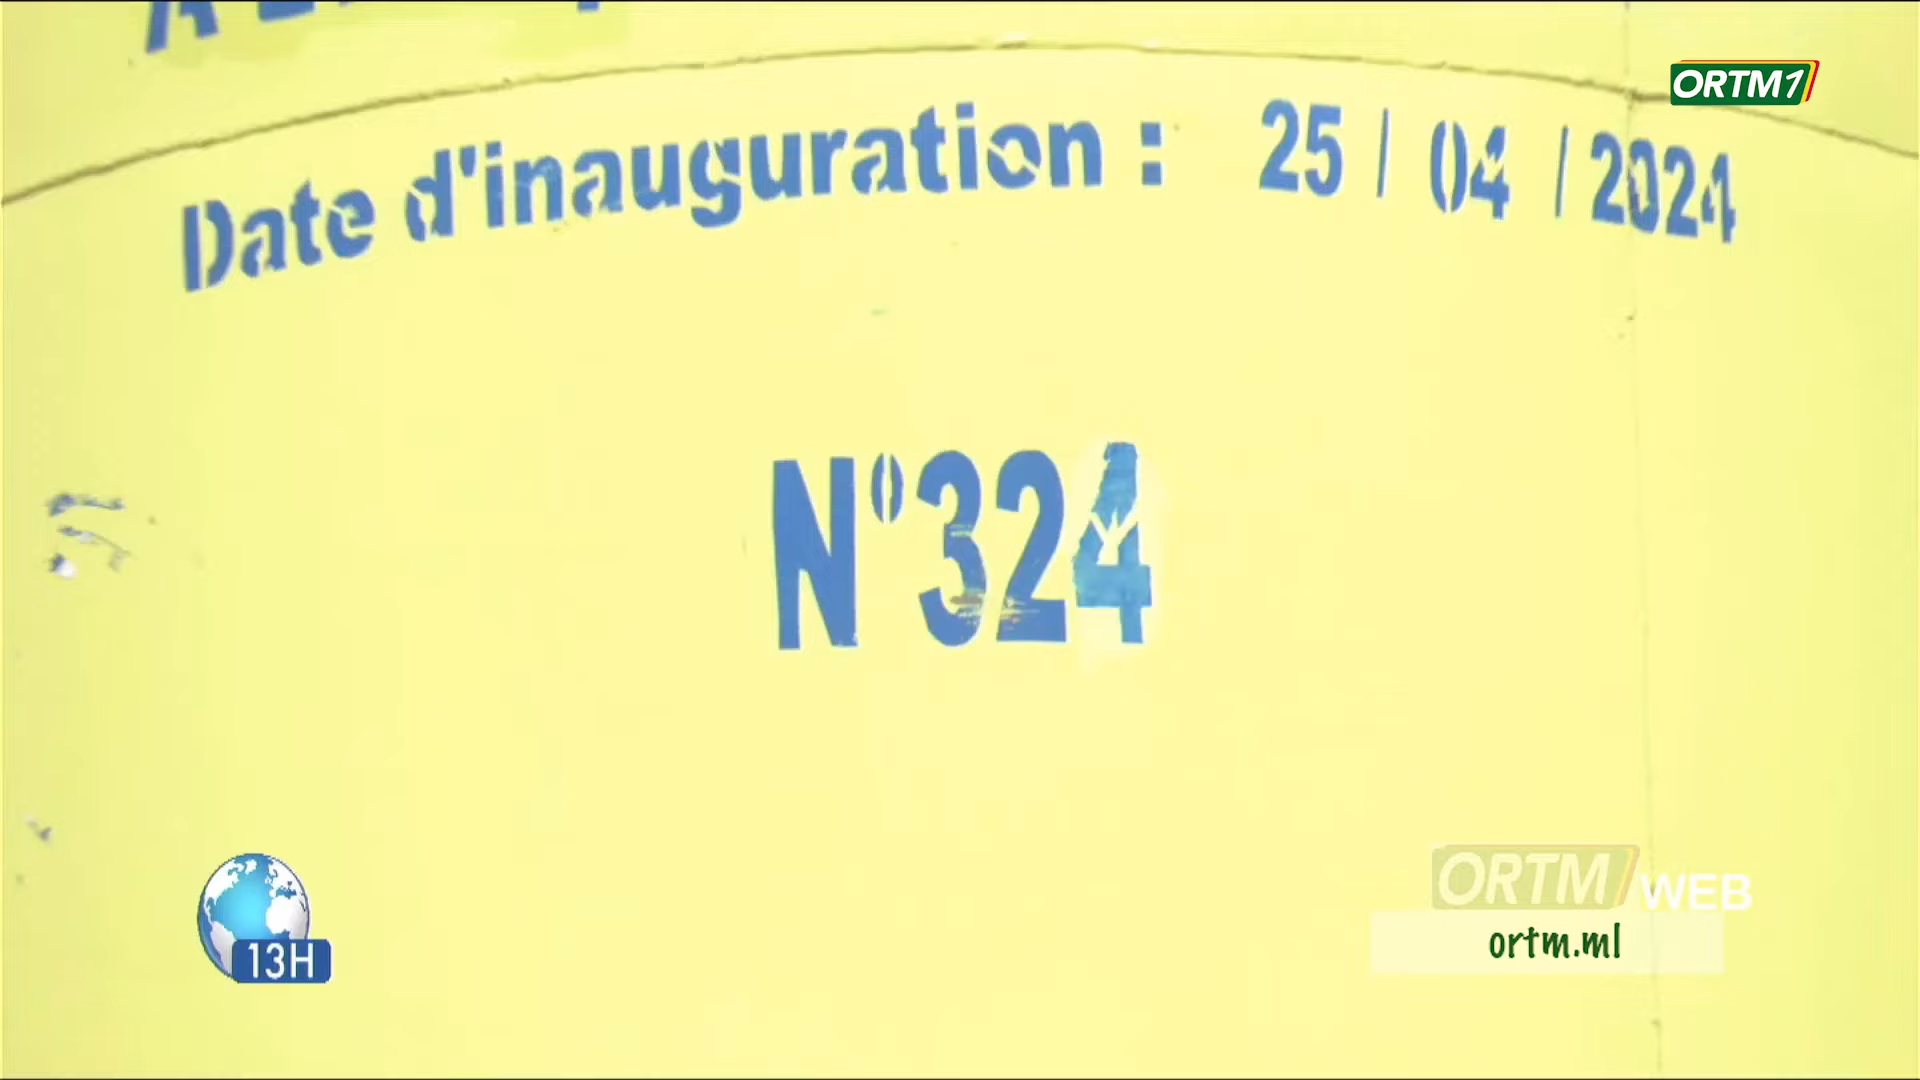 ORTM1
Date d'inauguration : 25 / 04 / 2024
N°324
13H
ORTM WEB
ortm.ml